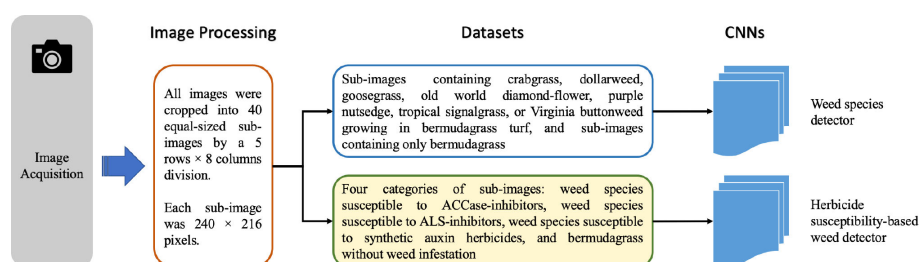 Image Processing
Datasets
CNNs
Image
Acquisition
All images were
cropped into 40
equal-sized sub-
images by a 5
rows × 8 columns
division.
Each sub-image
was 240 × 216
pixels.
Sub-images containing crabgrass, dollarweed,
goosegrass, old world diamond-flower, purple
nutsedge, tropical signalgrass, or Virginia buttonweed
growing in bermudagrass turf, and sub-images
containing only bermudagrass
Weed species
detector
Four categories of sub-images: weed species
susceptible to ACCase-inhibitors, weed species
susceptible to ALS-inhibitors, weed species susceptible
to synthetic auxin herbicides, and bermudagrass
without weed infestation
Herbicide
susceptibility-based
weed detector